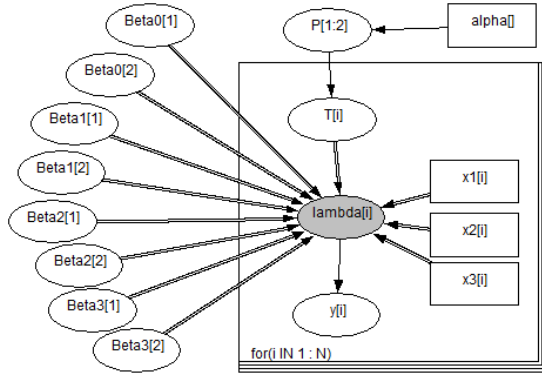 Beta0[1]
P[1:2]
alpha[]
Beta0[2]
Beta1[1]
T[i]
Beta1[2]
x1[i]
Beta2[1]
lambda[i]
x2[i]
Beta2[2]
x3[i]
Beta3[1]
y[i]
Beta3[2]
for(i IN 1 : N)